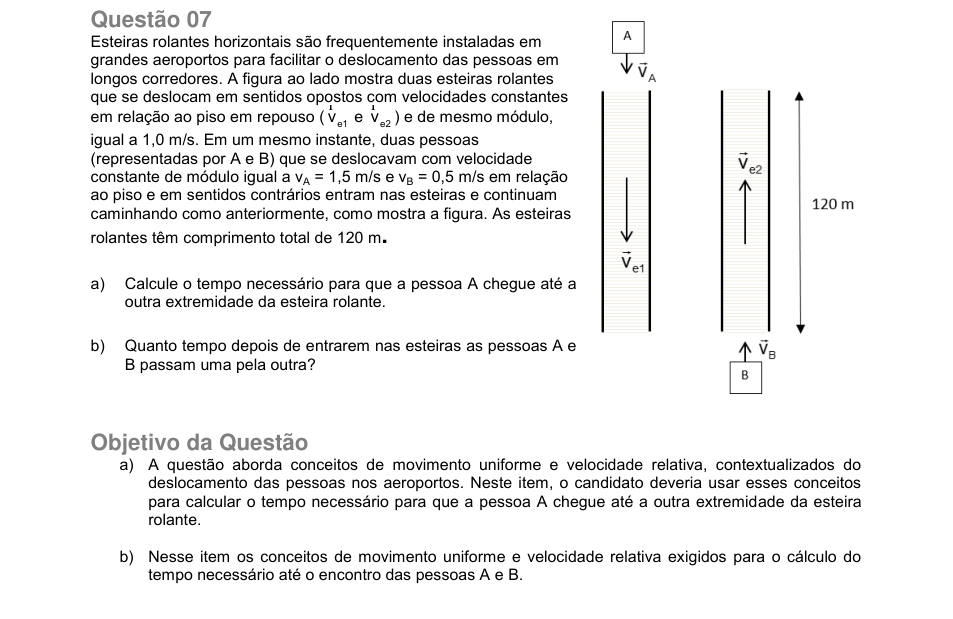 Questão 07
Esteiras rolantes horizontais são frequentemente instaladas em
grandes aeroportos para facilitar o deslocamento das pessoas em
longos corredores. A figura ao lado mostra duas esteiras rolantes
que se deslocam em sentidos opostos com velocidades constantes
em relação ao piso em repouso ( v⃗e1 e v⃗e2 ) e de mesmo módulo,
igual a 1,0 m/s. Em um mesmo instante, duas pessoas
(representadas por A e B) que se deslocavam com velocidade
constante de módulo igual a vA = 1,5 m/s e vB = 0,5 m/s em relação
ao piso e em sentidos contrários entram nas esteiras e continuam
caminhando como anteriormente, como mostra a figura. As esteiras
rolantes têm comprimento total de 120 m.
a) Calcule o tempo necessário para que a pessoa A chegue até a
outra extremidade da esteira rolante.
b) Quanto tempo depois de entrarem nas esteiras as pessoas A e
B passam uma pela outra?
A
v⃗A
v⃗e2
120 m
v⃗e1
v⃗B
B
Objetivo da Questão
a) A questão aborda conceitos de movimento uniforme e velocidade relativa, contextualizados do
deslocamento das pessoas nos aeroportos. Neste item, o candidato deveria usar esses conceitos
para calcular o tempo necessário para que a pessoa A chegue até a outra extremidade da esteira
rolante.
b) Nesse item os conceitos de movimento uniforme e velocidade relativa exigidos para o cálculo do
tempo necessário até o encontro das pessoas A e B.